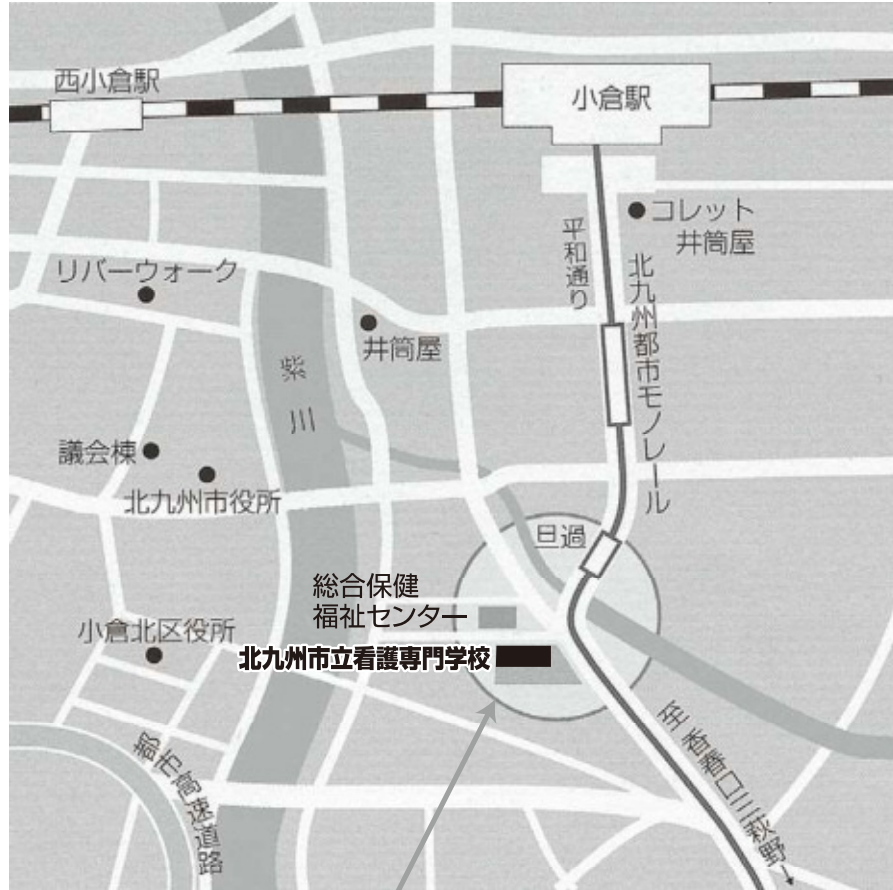 西小倉駅
小倉駅
コレット
井筒屋
平和通り
北九州都市モノレール
リバーウォーク
井筒屋
紫川
議会棟
北九州市役所
旦過
総合保健
福祉センター
小倉北区役所
北九州市立看護専門学校
都市高速道路
至香春口三萩野